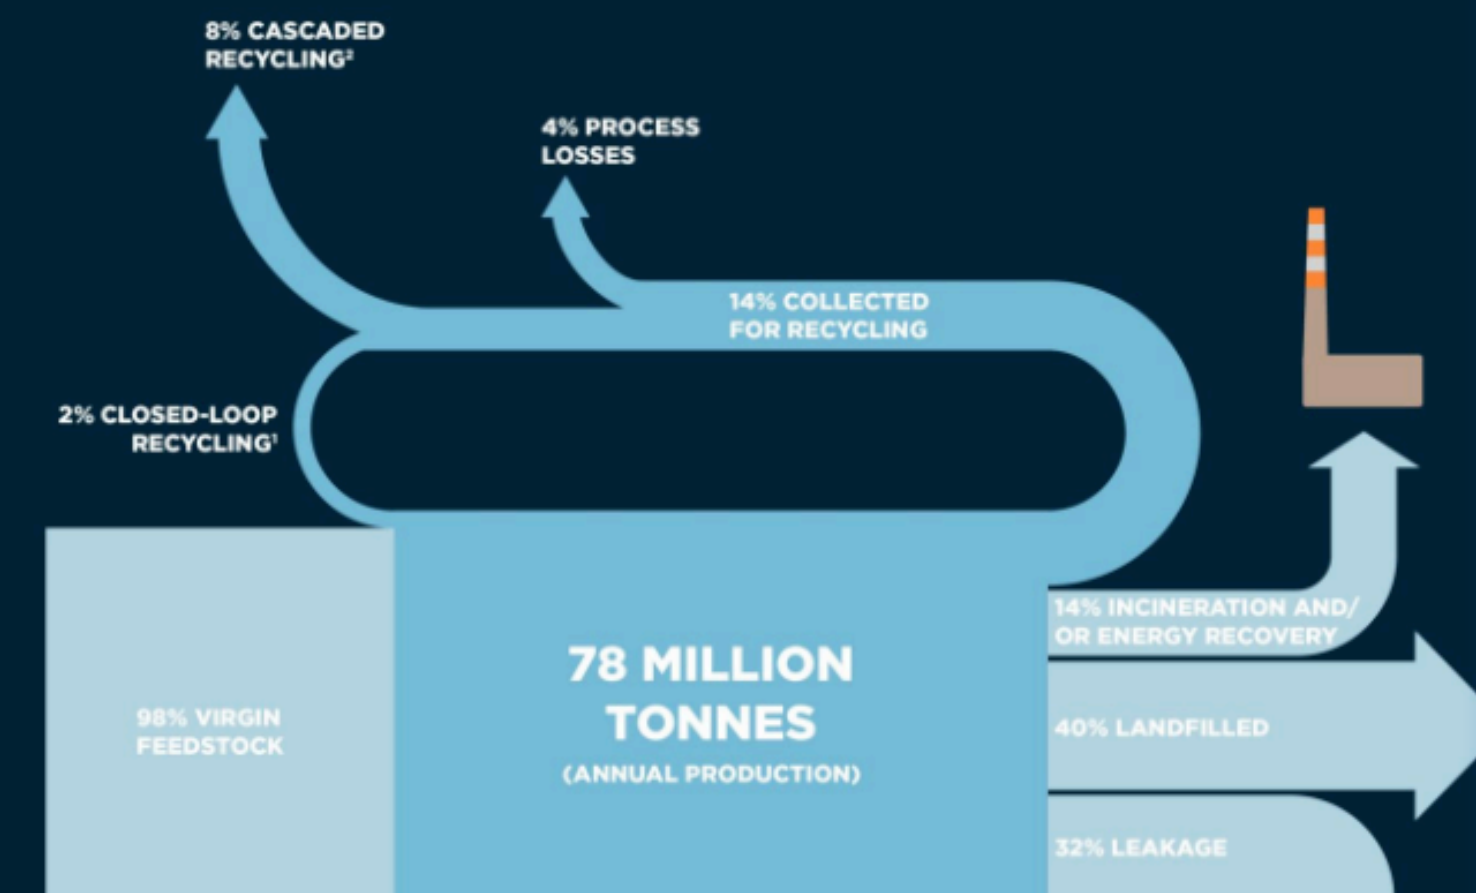 8% CASCADED
RECYCLING²
4% PROCESS
LOSSES
14% COLLECTED
FOR RECYCLING
2% CLOSED-LOOP
RECYCLING¹
14% INCINERATION AND/
OR ENERGY RECOVERY
78 MILLION
TONNES
(ANNUAL PRODUCTION)
98% VIRGIN
FEEDSTOCK
40% LANDFILLED
32% LEAKAGE